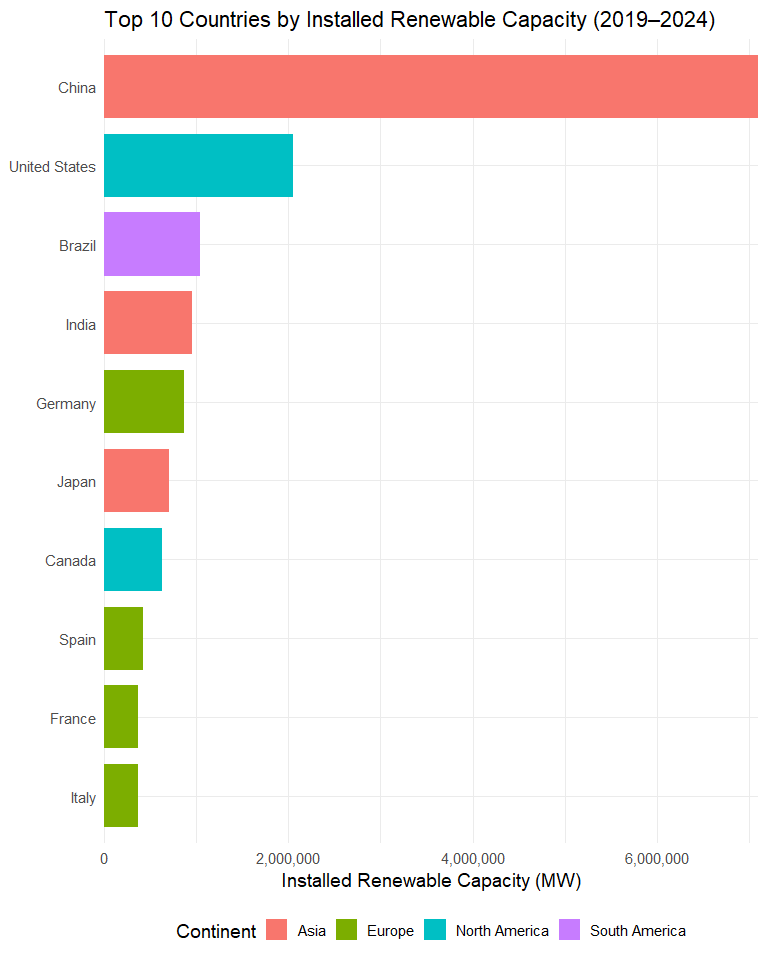 Top 10 Countries by Installed Renewable Capacity (2019–2024)
China
United States
Brazil
India
Germany
Japan
Canada
Spain
France
Italy
0 2,000,000 4,000,000 6,000,000
Installed Renewable Capacity (MW)
Continent Asia Europe North America South America